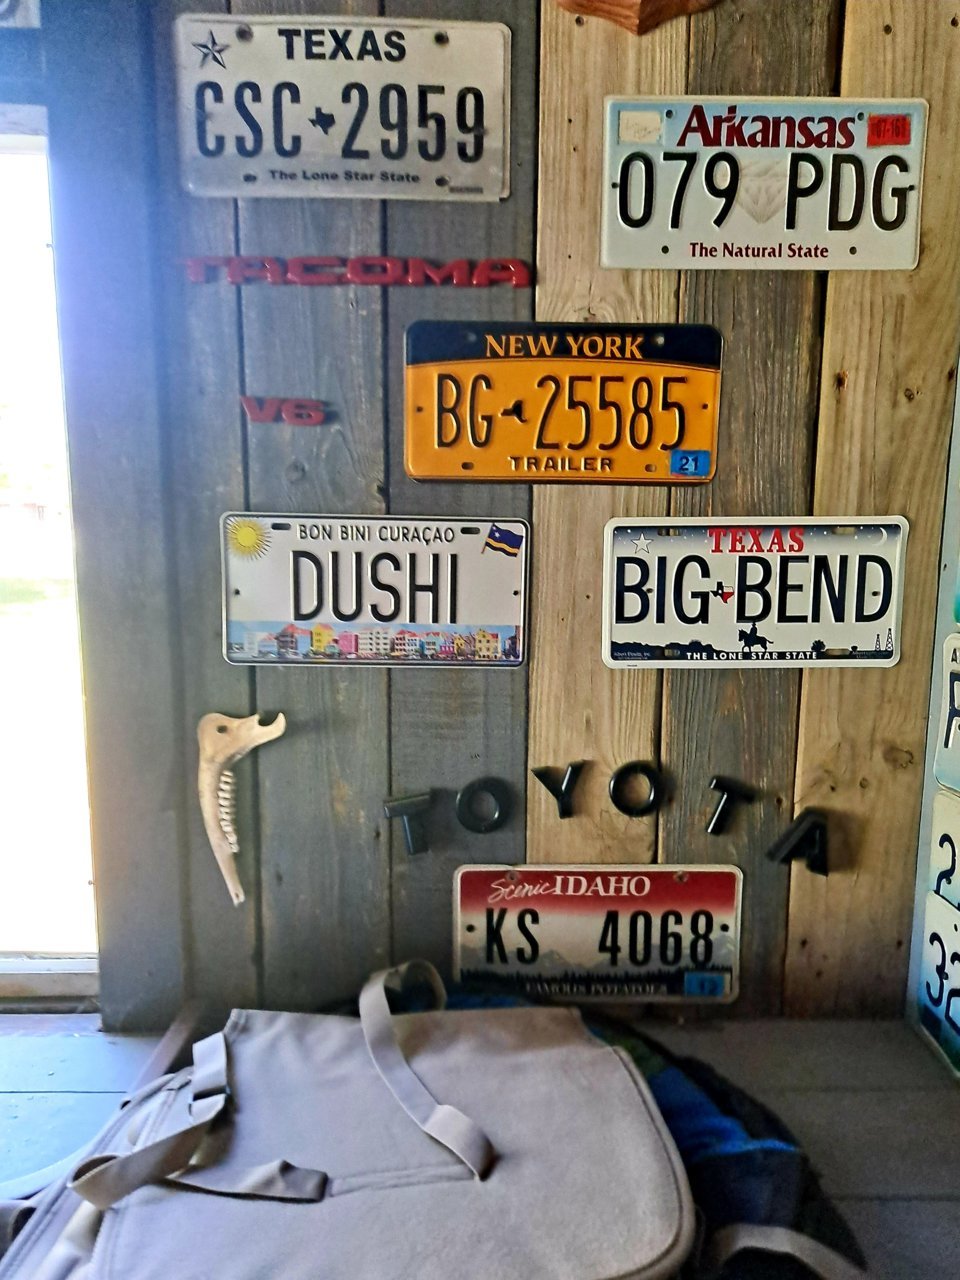 TEXAS
CSC 2959
The Lone Star State
Arkansas
079 PDG
The Natural State
TACOMA
NEW YORK
BG 25585
TRAILER
21
V6
BON BINI CURAÇAO
DUSHI
TEXAS
BIG BEND
THE LONE STAR STATE
TOYOTA
Scenic IDAHO
KS 4068
FAMOUS POTATOES